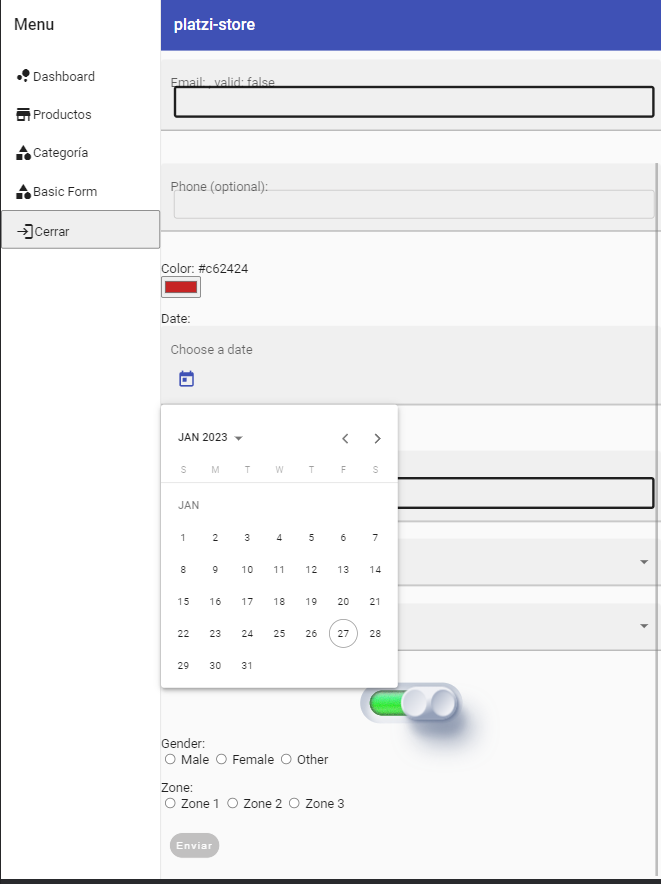 Menu
platzi-store
Dashboard
Productos
Categoría
Basic Form
Cerrar
Email: , valid: false
Phone (optional):
Color: #c62424
Date:
Choose a date
JAN 2023
S M T W T F S
JAN
1 2 3 4 5 6 7
8 9 10 11 12 13 14
15 16 17 18 19 20 21
22 23 24 25 26 27 28
29 30 31
Gender:
Male Female Other
Zone:
Zone 1 Zone 2 Zone 3
Enviar